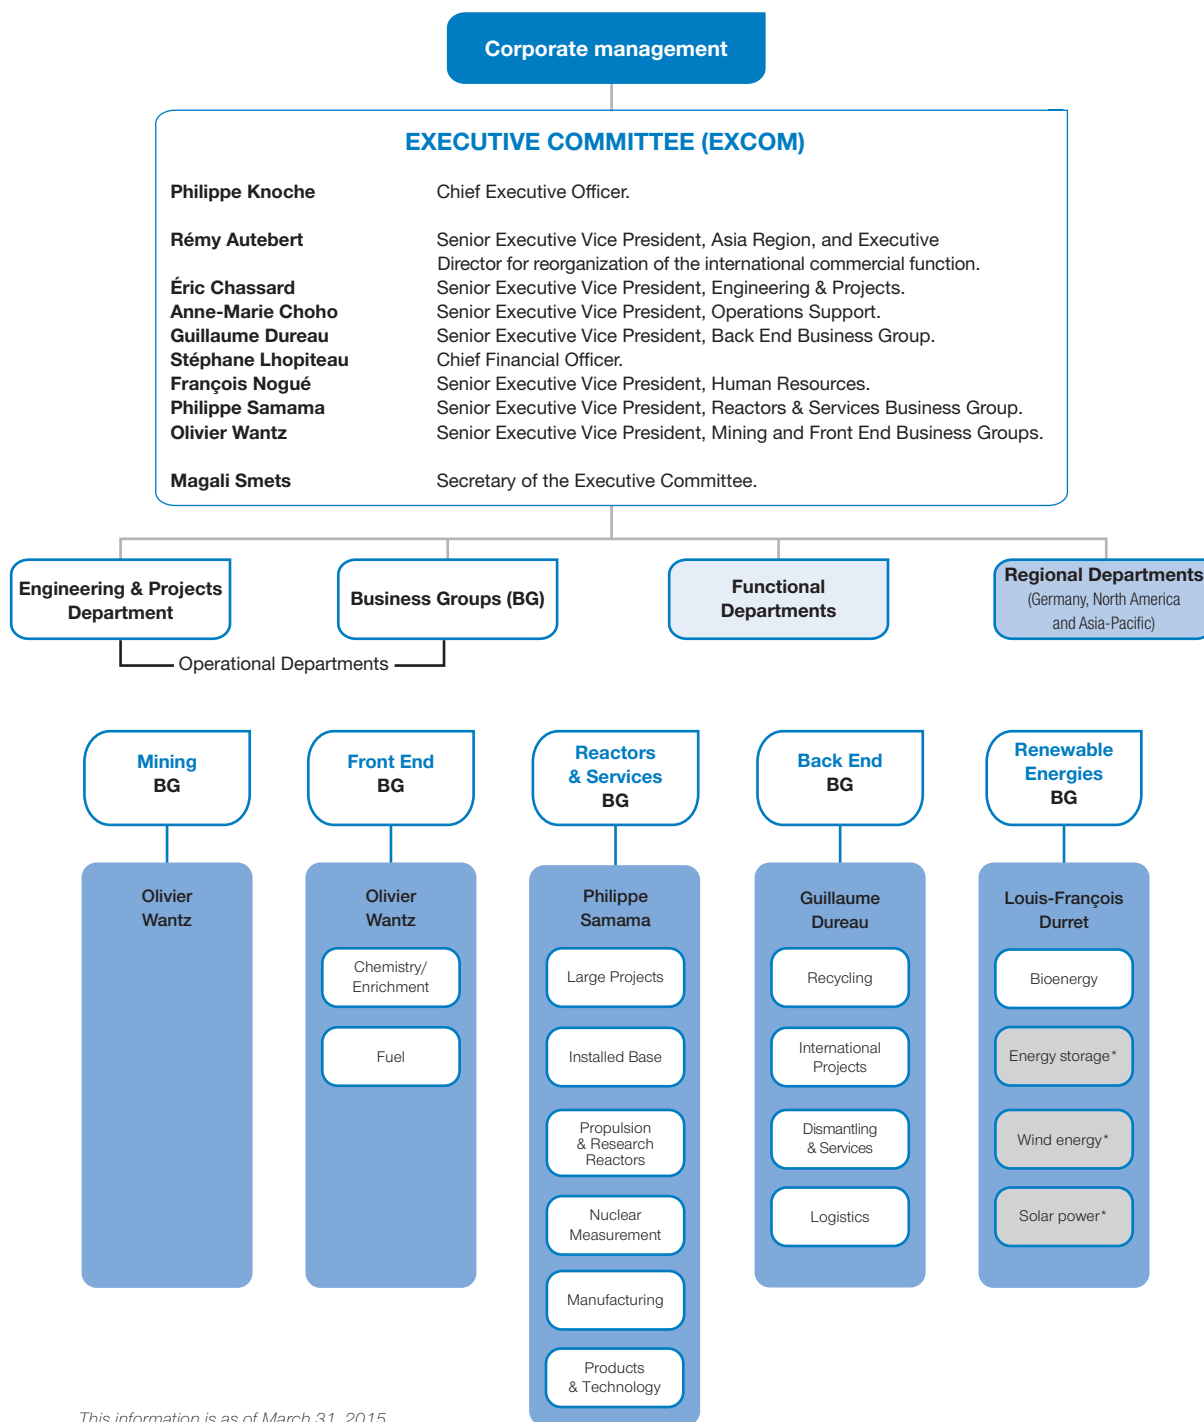 Corporate management
EXECUTIVE COMMITTEE (EXCOM)
Philippe Knoche Chief Executive Officer.
Rémy Autebert Senior Executive Vice President, Asia Region, and Executive
Director for reorganization of the international commercial function.
Éric Chassard Senior Executive Vice President, Engineering & Projects.
Anne-Marie Choho Senior Executive Vice President, Operations Support.
Guillaume Dureau Senior Executive Vice President, Back End Business Group.
Stéphane Lhopiteau Chief Financial Officer.
François Nogué Senior Executive Vice President, Human Resources.
Philippe Samama Senior Executive Vice President, Reactors & Services Business Group.
Olivier Wantz Senior Executive Vice President, Mining and Front End Business Groups.
Magali Smets Secretary of the Executive Committee.
Engineering & Projects
Department
Business Groups (BG)
Functional
Departments
Regional Departments
(Germany, North America
and Asia-Pacific)
Operational Departments
Mining
BG
Olivier
Wantz
Front End
BG
Olivier
Wantz
Chemistry/
Enrichment
Fuel
Reactors
& Services
BG
Philippe
Samama
Large Projects
Installed Base
Propulsion
& Research
Reactors
Nuclear
Measurement
Manufacturing
Products
& Technology
Back End
BG
Guillaume
Dureau
Recycling
International
Projects
Dismantling
& Services
Logistics
Renewable
Energies
BG
Louis-François
Durret
Bioenergy
Energy storage*
Wind energy*
Solar power*
This information is as of March 31, 2015